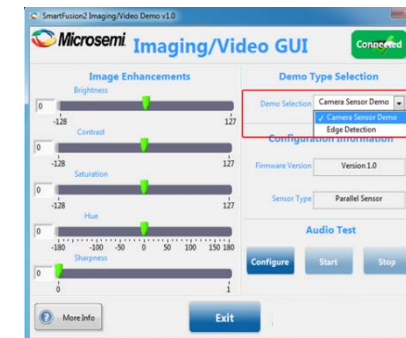 SmartFusion2 Imaging/Video Demo v1.0
Microsemi Imaging/Video GUI
Connected
Image Enhancements
Brightness
0
-128 127
Contrast
0
-128 127
Saturation
0
-128 127
Hue
0
-180 -100 -50 0 50 100 150 180
Sharpness
0
0 1
More Info
Exit
Demo Type Selection
Demo Selection Camera Sensor Demo
✓ Camera Sensor Demo
Edge Detection
Configuration Information
Firmware Version Version 1.0
Sensor Type Parallel Sensor
Audio Test
Configure Start Stop